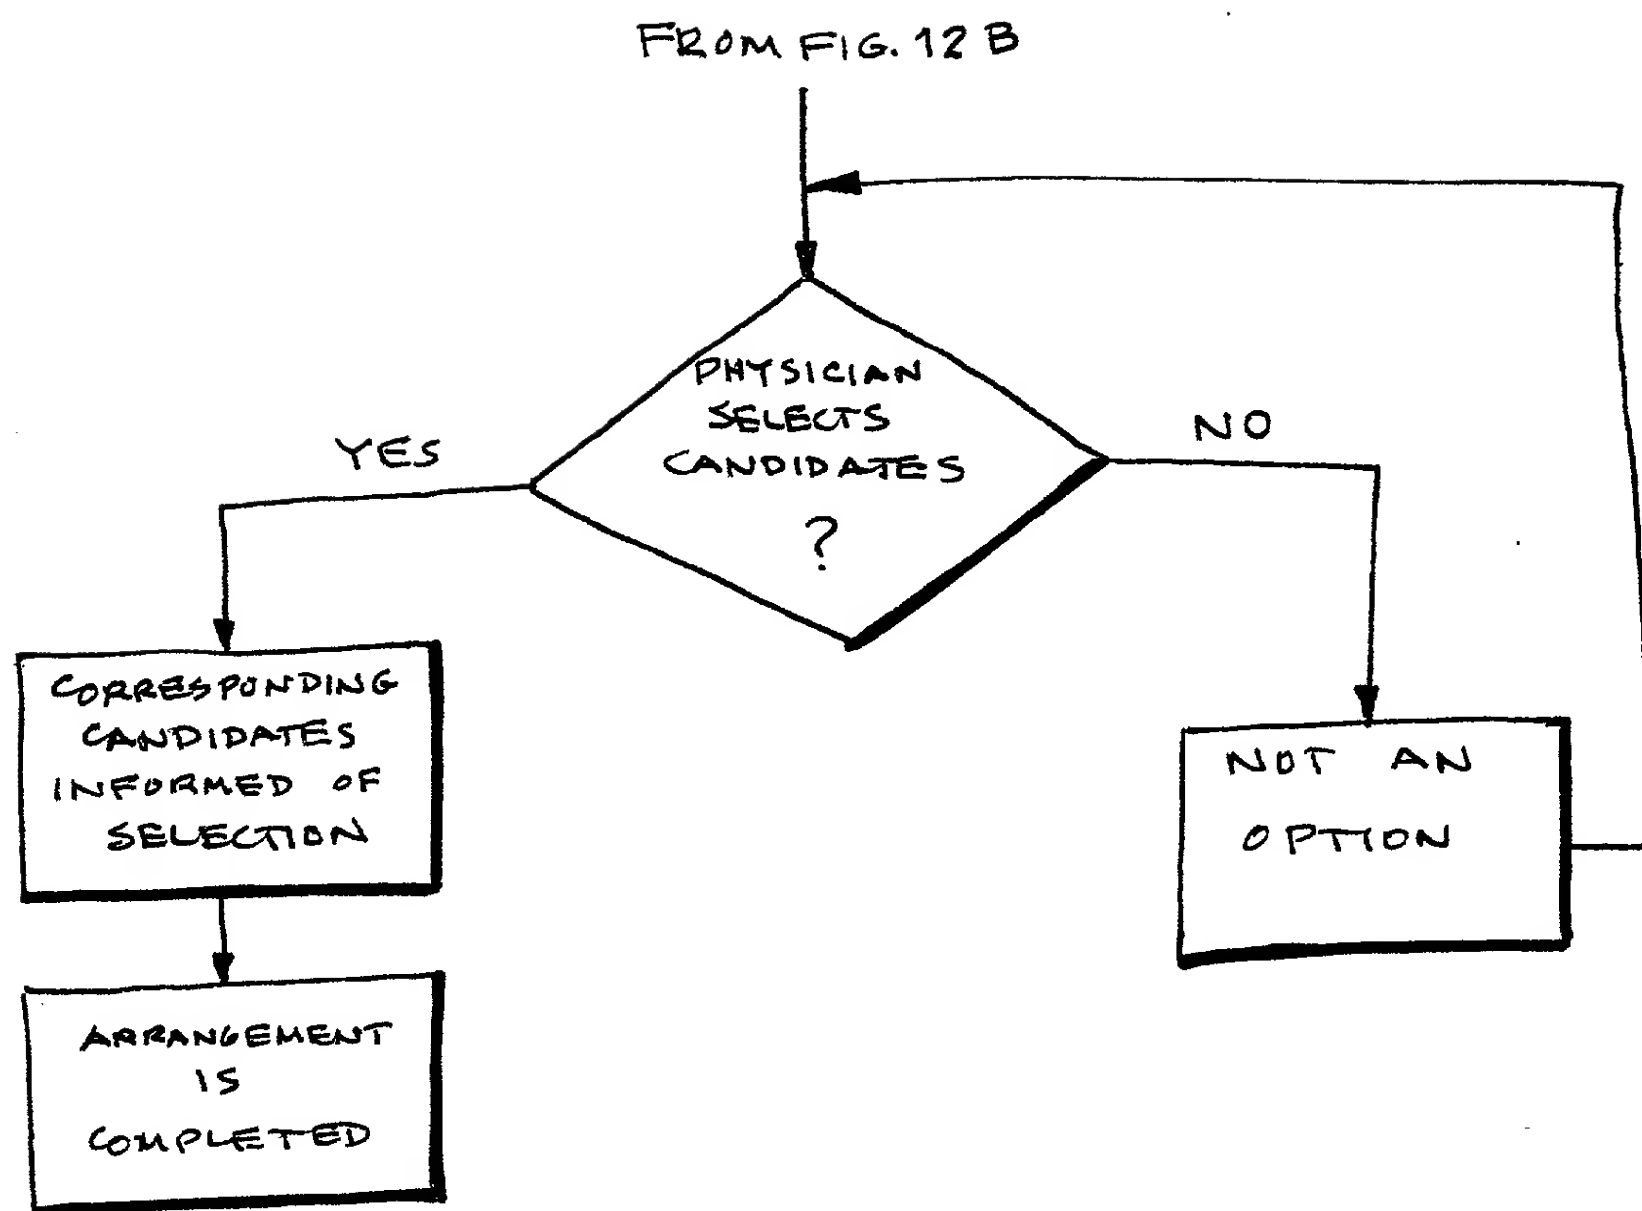 FROM FIG. 12 B
PHYSICIAN
SELECTS
CANDIDATES
?
YES
NO
CORRESPONDING
CANDIDATES
INFORMED OF
SELECTION
NOT AN
OPTION
ARRANGEMENT
IS
COMPLETED